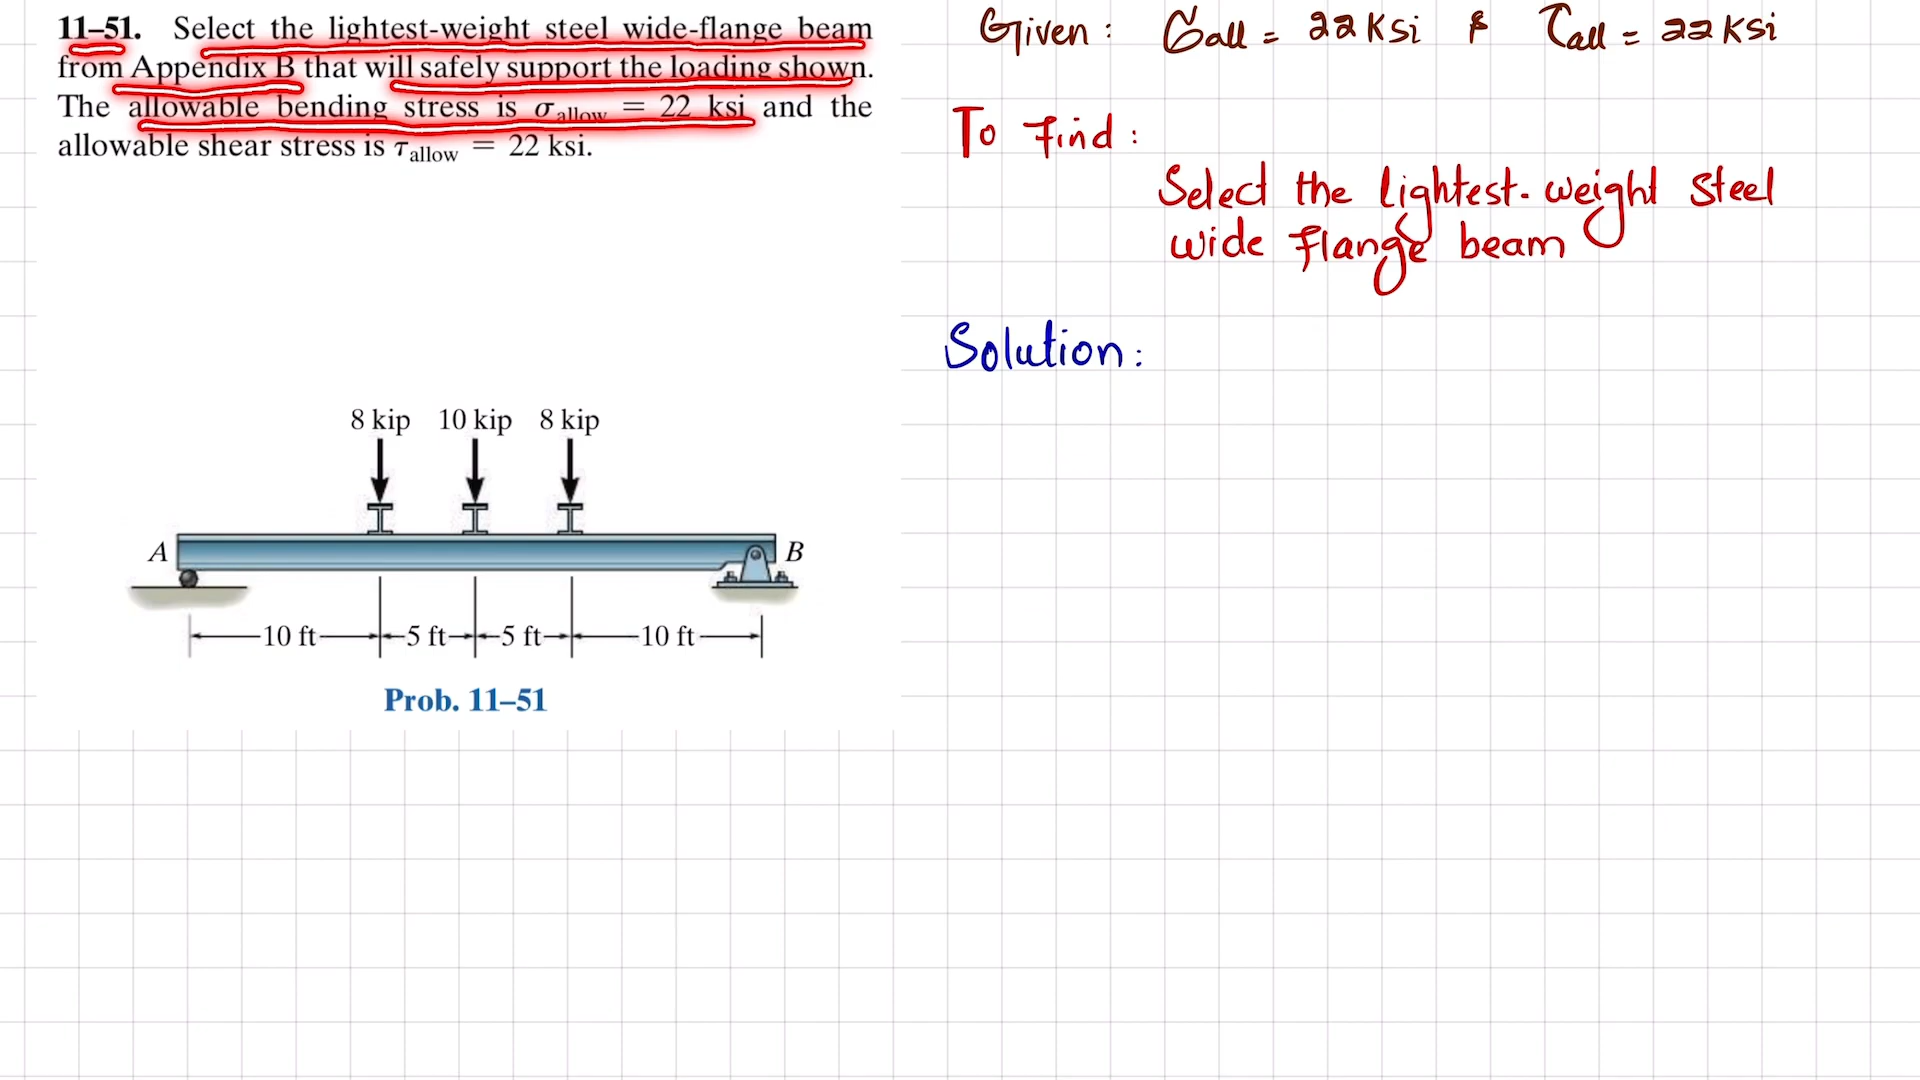 11–51. Select the lightest-weight steel wide-flange beam
from Appendix B that will safely support the loading shown.
The allowable bending stress is σallow = 22 ksi and the
allowable shear stress is τallow = 22 ksi.
8 kip 10 kip 8 kip
A B
10 ft 5 ft 5 ft 10 ft
Prob. 11–51
Given: σall = 22 Ksi & τall = 22 Ksi
To Find:
Select the lightest-weight steel
wide flange beam
Solution: